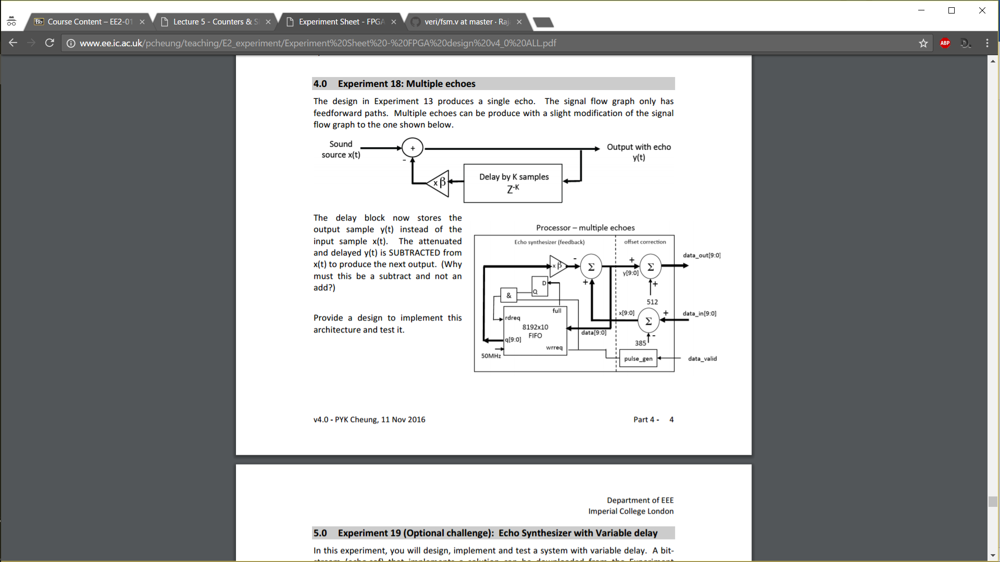 Bb Course Content – EE2-01
Lecture 5 - Counters & S
Experiment Sheet - FPGA
veri/fsm.v at master · Raj
www.ee.ic.ac.uk/pcheung/teaching/E2_experiment/Experiment%20Sheet%20-%20FPGA%20design%20v4_0%20ALL.pdf
ABP
D.
4.0 Experiment 18: Multiple echoes
The design in Experiment 13 produces a single echo. The signal flow graph only has
feedforward paths. Multiple echoes can be produce with a slight modification of the signal
flow graph to the one shown below.
Sound
source x(t)
+
-
Output with echo
y(t)
Delay by K samples
Z-K
x β
The delay block now stores the
output sample y(t) instead of the
input sample x(t). The attenuated
and delayed y(t) is SUBTRACTED from
x(t) to produce the next output. (Why
must this be a subtract and not an
add?)
Provide a design to implement this
architecture and test it.
Processor – multiple echoes
Echo synthesizer (feedback)
offset correction
data_out[9:0]
x β
-
Σ
+
+
y[9:0]
Σ
+
512
D
Q
&
full
rdreq
8192x10
FIFO
q[9:0]
wrreq
50MHz
data[9:0]
x[9:0]
Σ
+
data_in[9:0]
-
385
pulse_gen
data_valid
v4.0 - PYK Cheung, 11 Nov 2016
Part 4 - 4
Department of EEE
Imperial College London
5.0 Experiment 19 (Optional challenge): Echo Synthesizer with Variable delay
In this experiment, you will design, implement and test a system with variable delay. A bit-